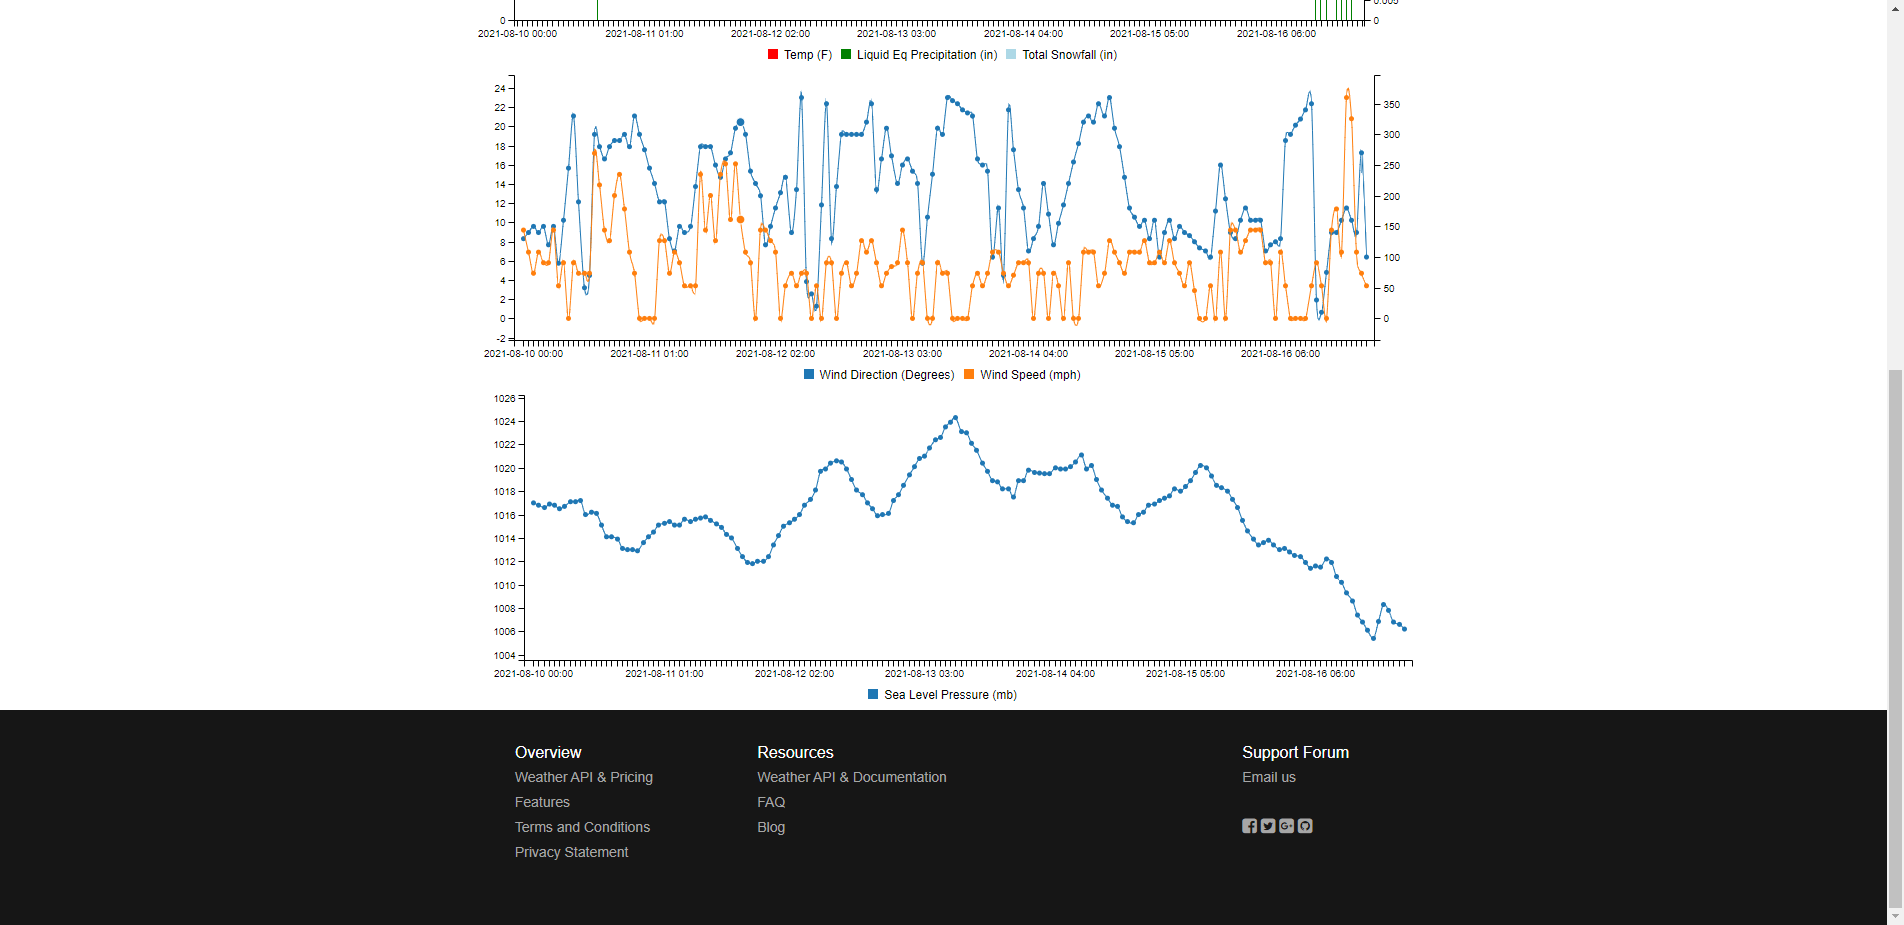 0.005
0 0
2021-08-10 00:00 2021-08-11 01:00 2021-08-12 02:00 2021-08-13 03:00 2021-08-14 04:00 2021-08-15 05:00 2021-08-16 06:00
Temp (F) Liquid Eq Precipitation (in) Total Snowfall (in)
24
22 350
20 300
18
16 250
14 200
12
10 150
8
6 100
4 50
2
0 0
-2
2021-08-10 00:00 2021-08-11 01:00 2021-08-12 02:00 2021-08-13 03:00 2021-08-14 04:00 2021-08-15 05:00 2021-08-16 06:00
Wind Direction (Degrees) Wind Speed (mph)
1026
1024
1022
1020
1018
1016
1014
1012
1010
1008
1006
1004
2021-08-10 00:00 2021-08-11 01:00 2021-08-12 02:00 2021-08-13 03:00 2021-08-14 04:00 2021-08-15 05:00 2021-08-16 06:00
Sea Level Pressure (mb)
Overview
Weather API & Pricing
Features
Terms and Conditions
Privacy Statement
Resources
Weather API & Documentation
FAQ
Blog
Support Forum
Email us